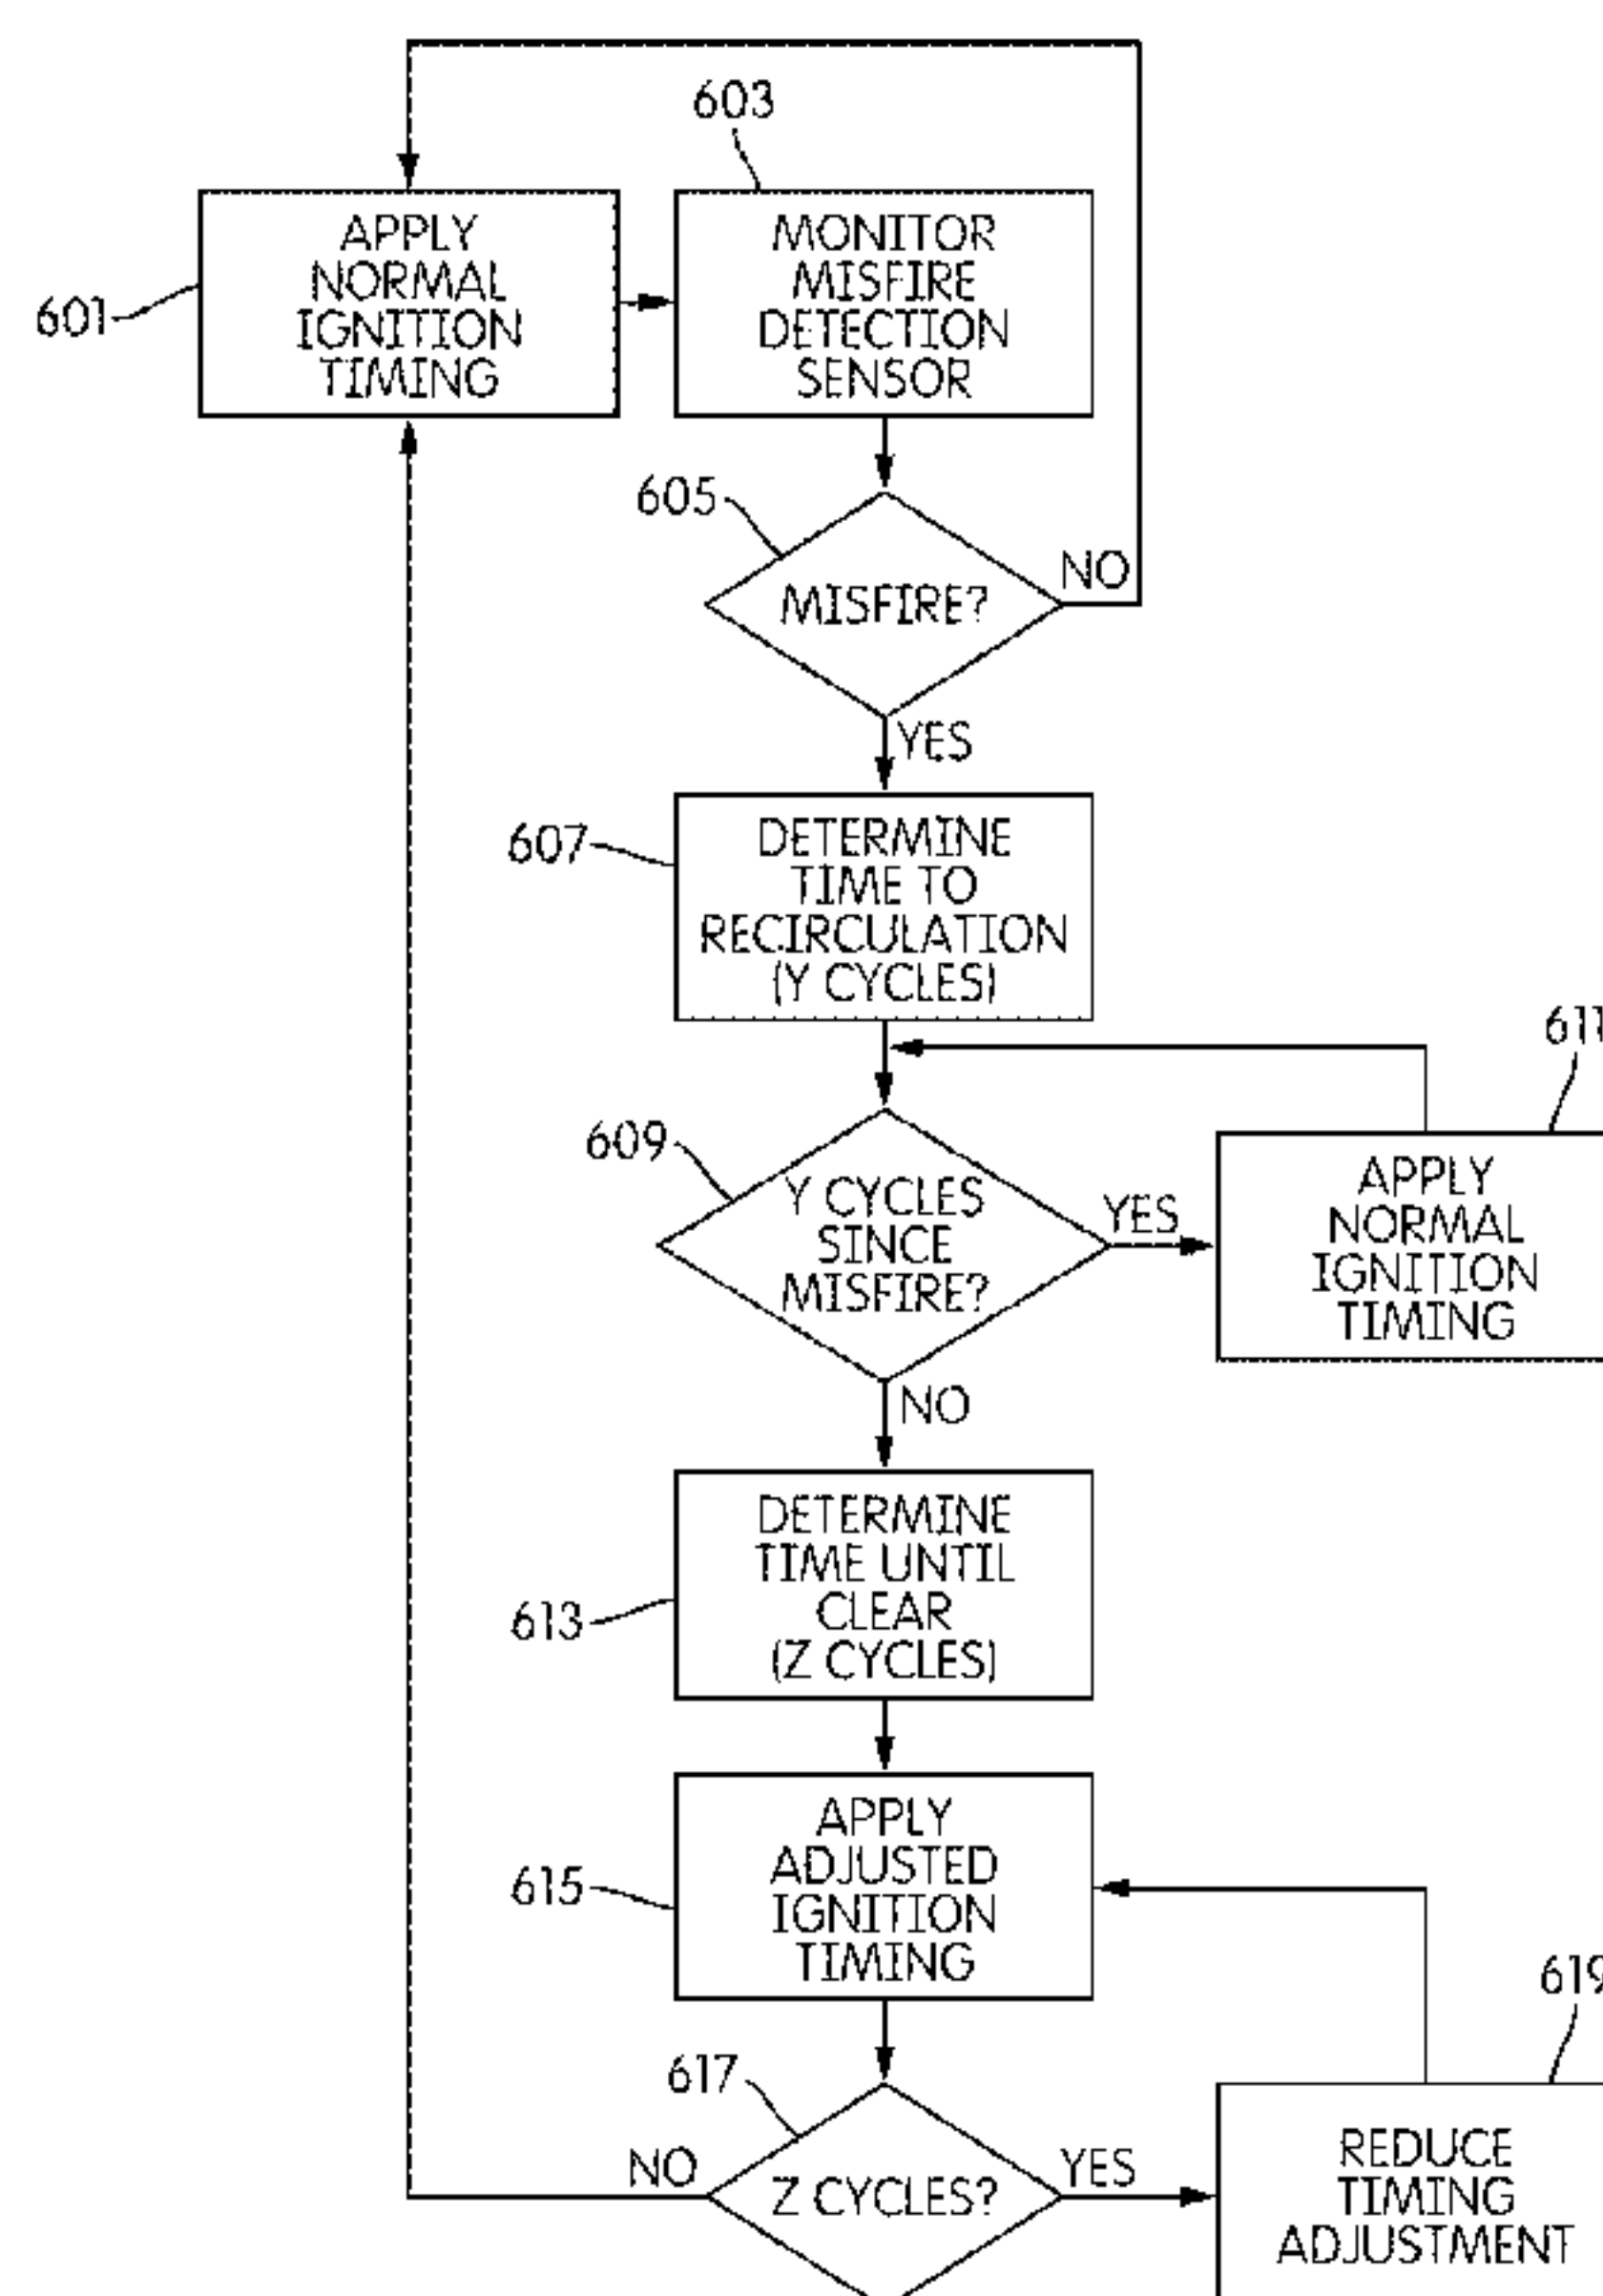 603
APPLY
NORMAL
IGNITION
TIMING
601
MONITOR
MISFIRE
DETECTION
SENSOR
605
MISFIRE?
NO
YES
607
DETERMINE
TIME TO
RECIRCULATION
(Y CYCLES)
611
609
Y CYCLES
SINCE
MISFIRE?
YES
APPLY
NORMAL
IGNITION
TIMING
NO
613
DETERMINE
TIME UNTIL
CLEAR
(Z CYCLES)
615
APPLY
ADJUSTED
IGNITION
TIMING
619
617
NO
Z CYCLES?
YES
REDUCE
TIMING
ADJUSTMENT